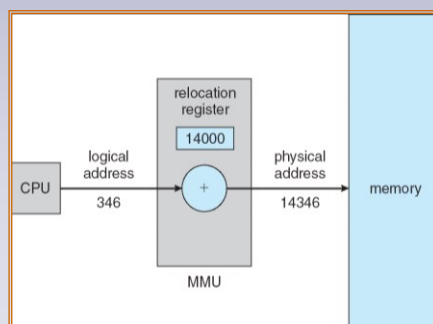 relocation
register
14000
logical
address
physical
address
CPU
+
memory
346
14346
MMU